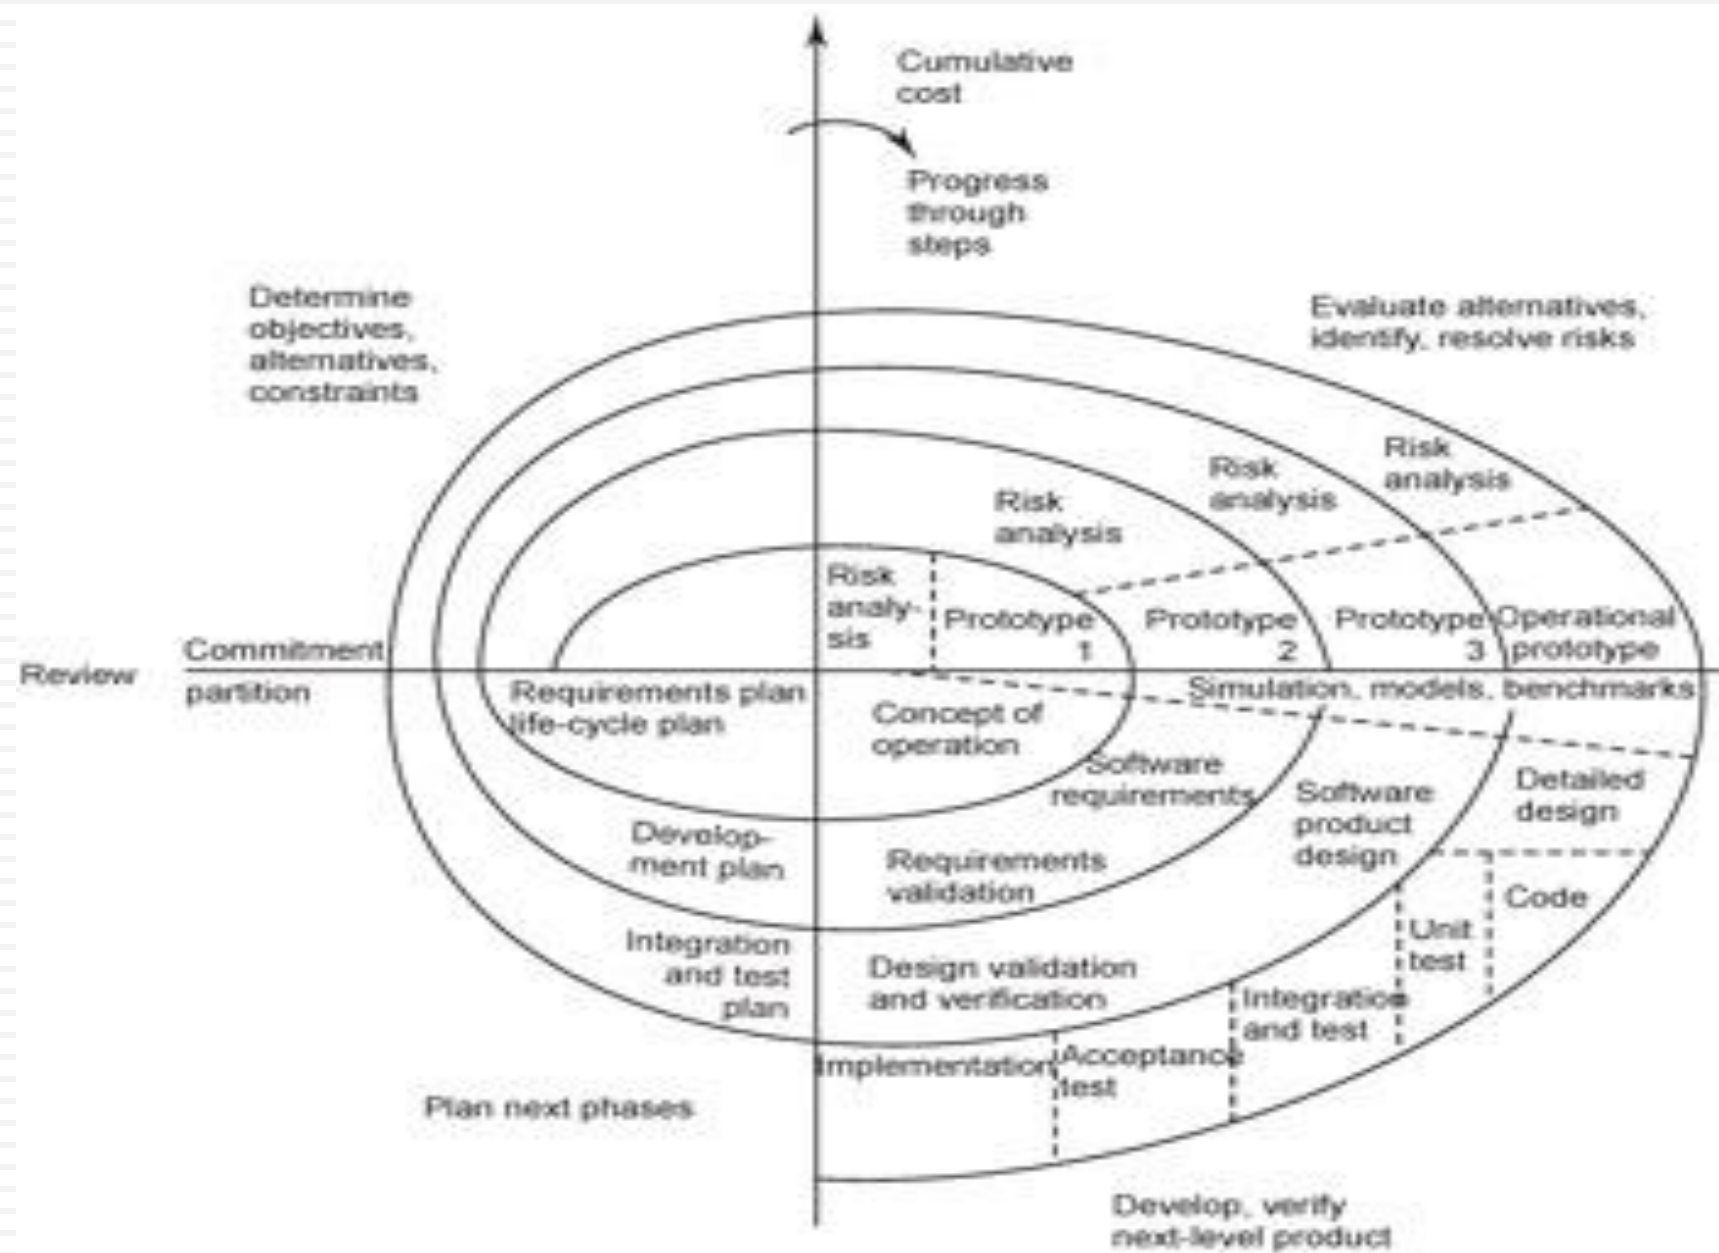 Cumulative
cost
Progress
through
steps
Determine
objectives,
alternatives,
constraints
Evaluate alternatives,
identify, resolve risks
Risk
analysis
Risk
analysis
Risk
analysis
Risk
analy-
sis
Prototype
1
Prototype
2
Prototype
3
Operational
prototype
Review
Commitment
partition
Requirements plan
life-cycle plan
Concept of
operation
Simulation, models, benchmarks
Software
requirements
Software
product
design
Detailed
design
Develop-
ment plan
Requirements
validation
Code
Unit
test
Integration
and test
plan
Design validation
and verification
Integration
and test
Acceptance
test
Implementation
Plan next phases
Develop, verify
next-level product